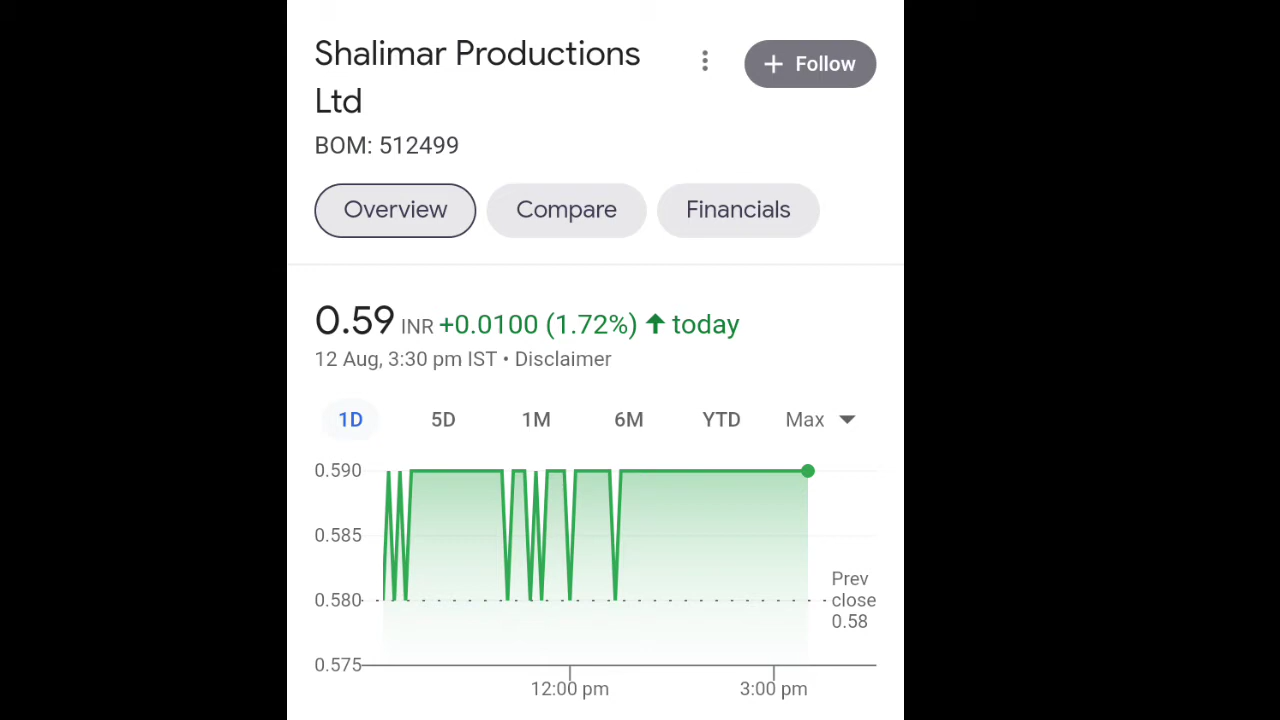 Shalimar Productions
Ltd
+ Follow
BOM: 512499
Overview Compare Financials
0.59 INR +0.0100 (1.72%) ↑ today
12 Aug, 3:30 pm IST • Disclaimer
1D 5D 1M 6M YTD Max
0.590
0.585
0.580
0.575
Prev
close
0.58
12:00 pm 3:00 pm